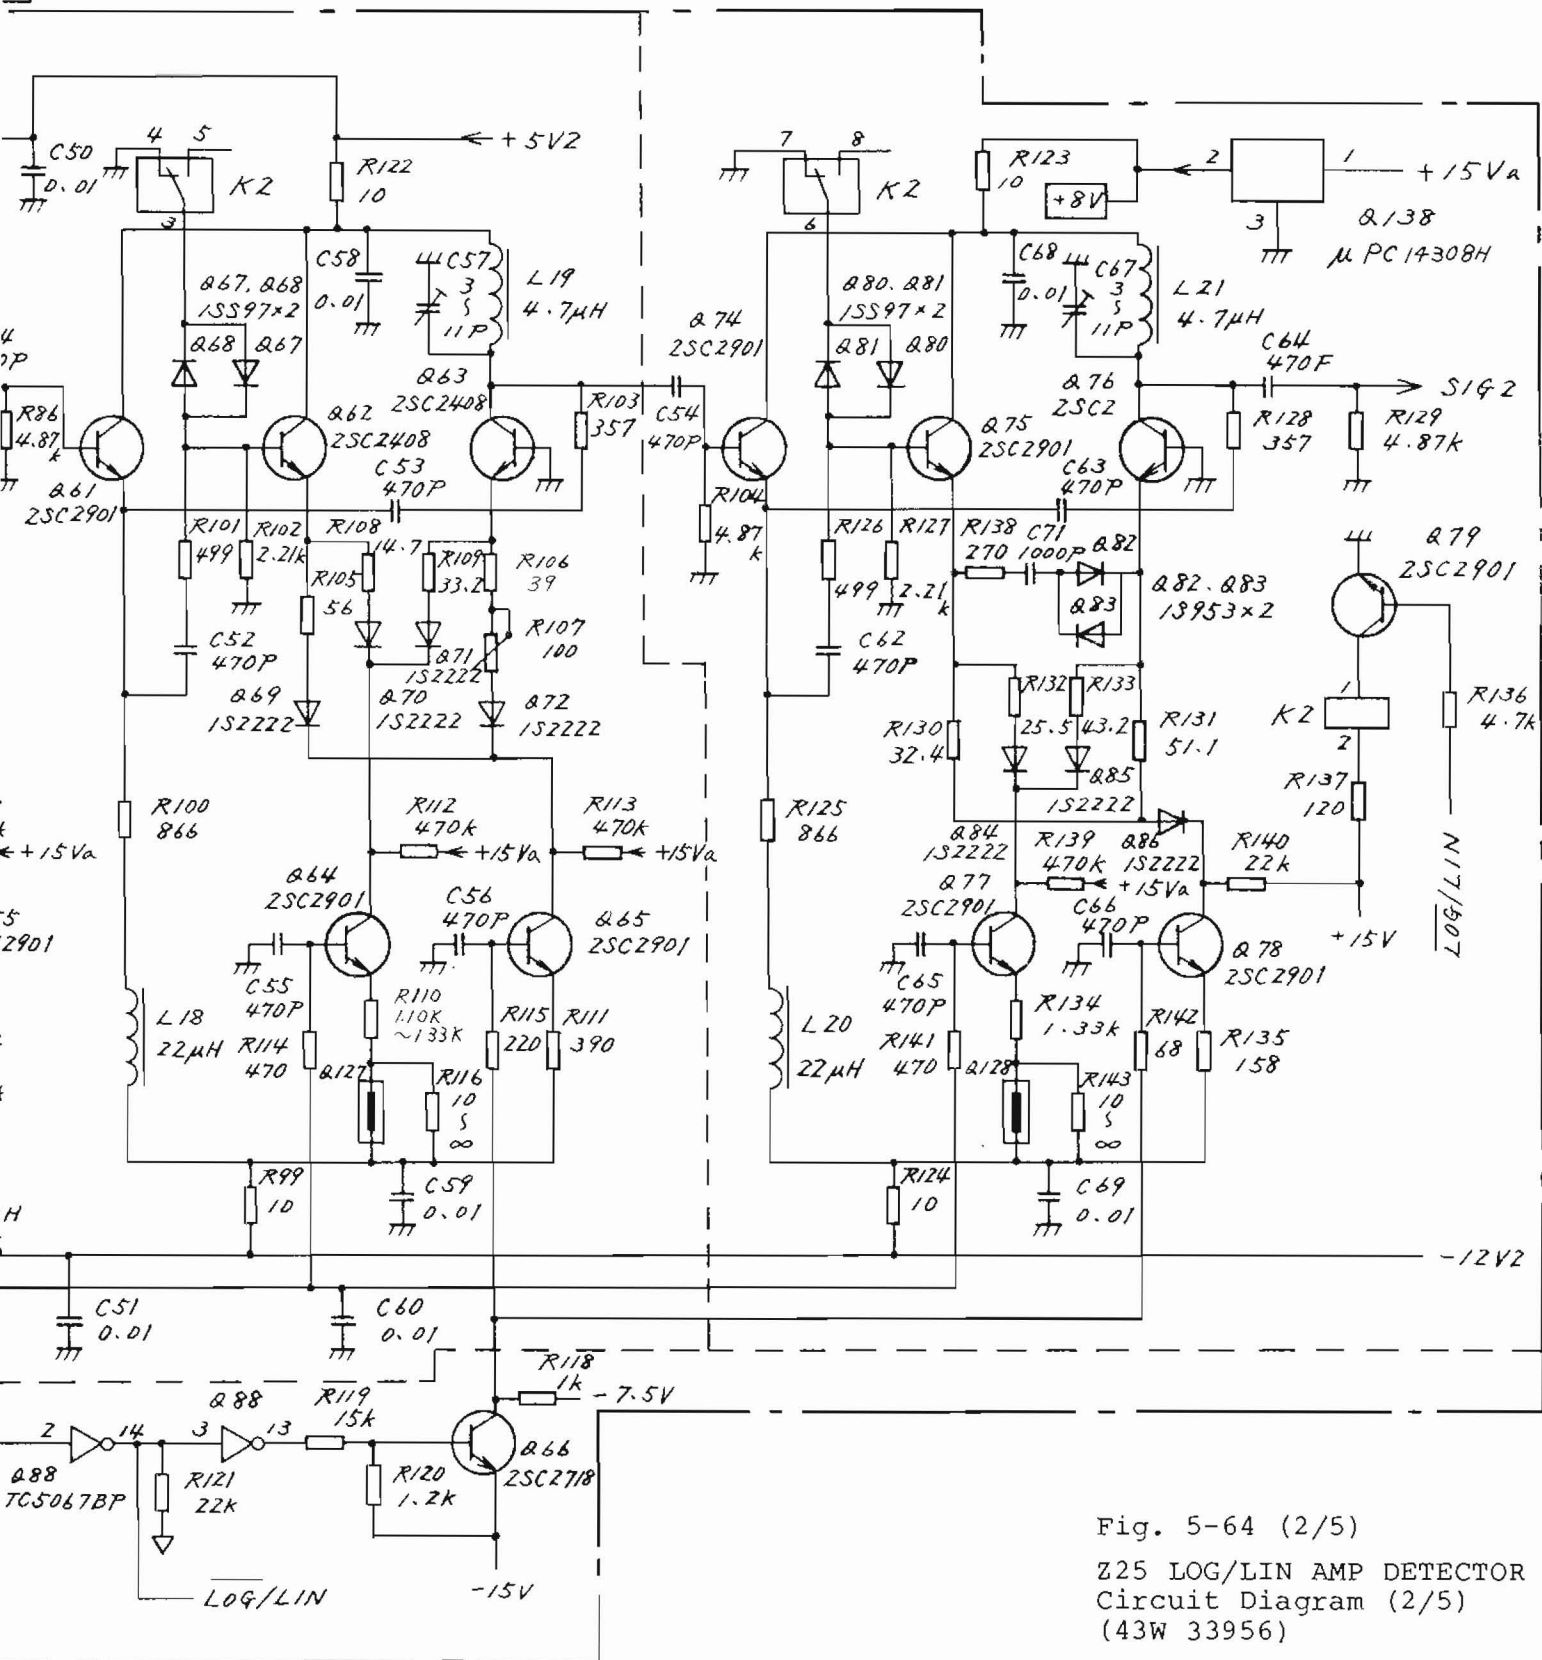 +5V2
C50
0.01
4 5
K2
3
R122
10
C58
0.01
C57
3
11P
L19
4.7μH
Q67, Q68
1SS97×2
Q68 Q67
R86
4.87
k
Q61
2SC2901
Q62
2SC2408
Q63
2SC2408
C53
470P
R103
357
C54
470P
R101
499
R102
2.21k
R108
14.7
R105
56
R109
33.2
R106
39
R107
100
C52
470P
Q69
1S2222
Q70
1S2222
Q71
1S2222
Q72
1S2222
R100
866
+15Va
R112
470k
+15Va
R113
470k
+15Va
2901
Q64
2SC2901
C56
470P
Q65
2SC2901
C55
470P
R114
470
R110
1.10K
~1.33K
R115
220
R111
390
L18
22μH
Q127
R116
10
∞
R99
10
C59
0.01
H
C51
0.01
C60
0.01
7 8
K2
6
R123
10
+8V
2
1
3
+15Va
Q138
μPC14308H
C68
0.01
C67
3
11P
L21
4.7μH
Q80, Q81
1SS97×2
Q81 Q80
Q74
2SC2901
Q75
2SC2901
Q76
2SC2
C64
470F
SIG2
R128
357
R129
4.87k
C63
470P
R104
4.87
k
R126
499
R127
2.21
k
R138
270
C71
1000P
Q82
Q83
Q82, Q83
1S953×2
Q79
2SC2901
C62
470P
R132
25.5
R133
43.2
R130
32.4
R131
51.1
K2
1
2
R136
4.7k
R137
120
LOG/LIN
+15V
R125
866
Q84
1S2222
Q85
1S2222
Q86
1S2222
R139
470k
+15Va
R140
22k
Q77
2SC2901
C66
470P
Q78
2SC2901
C65
470P
R141
470
R134
1.33k
R142
68
R135
158
L20
22μH
Q128
R143
10
∞
R124
10
C69
0.01
-12V2
2
14
3
Q88
13
R119
15k
R118
1k
-7.5V
Q88
TC5067BP
R121
22k
R120
1.2k
Q66
2SC2718
LOG/LIN
-15V
Fig. 5-64 (2/5)
Z25 LOG/LIN AMP DETECTOR
Circuit Diagram (2/5)
(43W 33956)